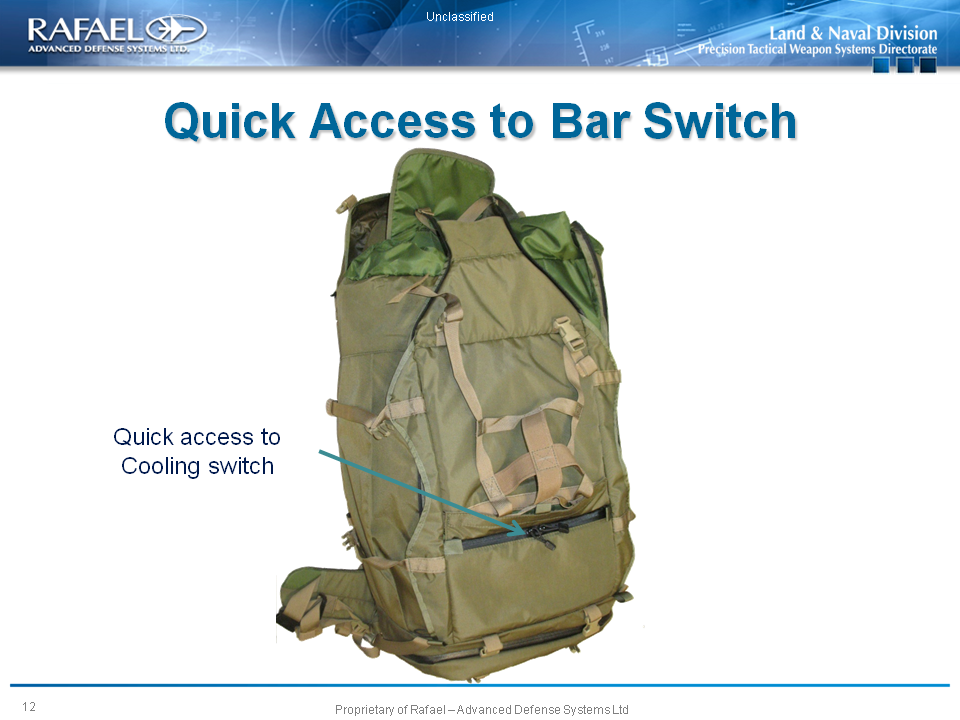 Unclassified
RAFAEL
ADVANCED DEFENSE SYSTEMS LTD.
Land & Naval Division
Precision Tactical Weapon Systems Directorate
Quick Access to Bar Switch
Quick access to
Cooling switch
12
Proprietary of Rafael – Advanced Defense Systems Ltd